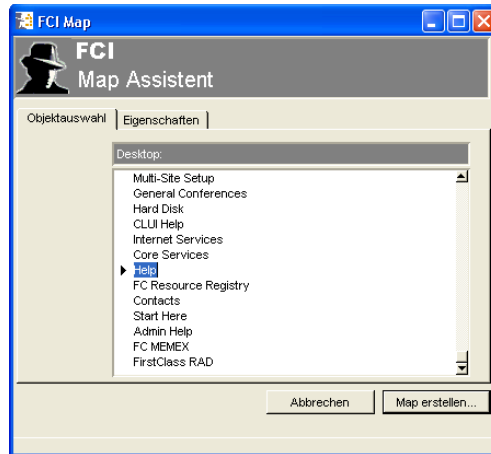 FCI Map
FCI
Map Assistent
Objektauswahl
Eigenschaften
Desktop:
Multi-Site Setup
General Conferences
Hard Disk
CLUI Help
Internet Services
Core Services
Help
FC Resource Registry
Contacts
Start Here
Admin Help
FC MEMEX
FirstClass RAD
Abbrechen
Map erstellen...